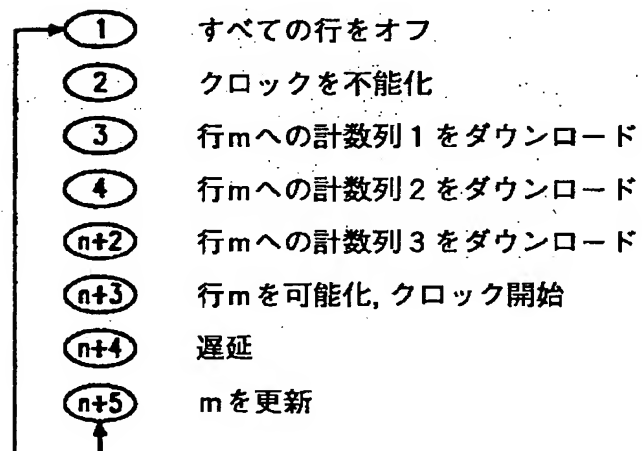 1 すべての行をオフ
2 クロックを不能化
3 行mへの計数列1をダウンロード
4 行mへの計数列2をダウンロード
n+2 行mへの計数列3をダウンロード
n+3 行mを可能化, クロック開始
n+4 遅延
n+5 mを更新